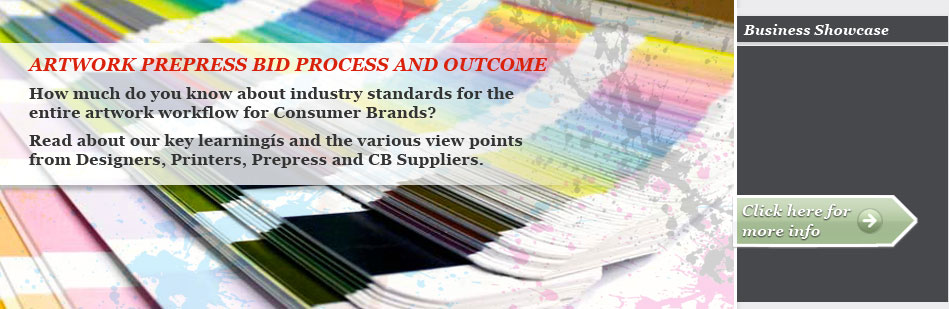 ARTWORK PREPRESS BID PROCESS AND OUTCOME
How much do you know about industry standards for the
entire artwork workflow for Consumer Brands?
Read about our key learningís and the various view points
from Designers, Printers, Prepress and CB Suppliers.
Business Showcase
Click here for
more info